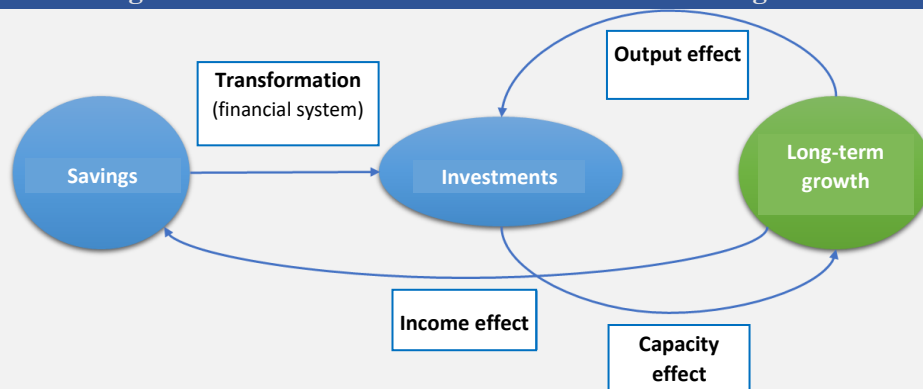 Output effect
Transformation
(financial system)
Savings
Investments
Long-term
growth
Income effect
Capacity
effect